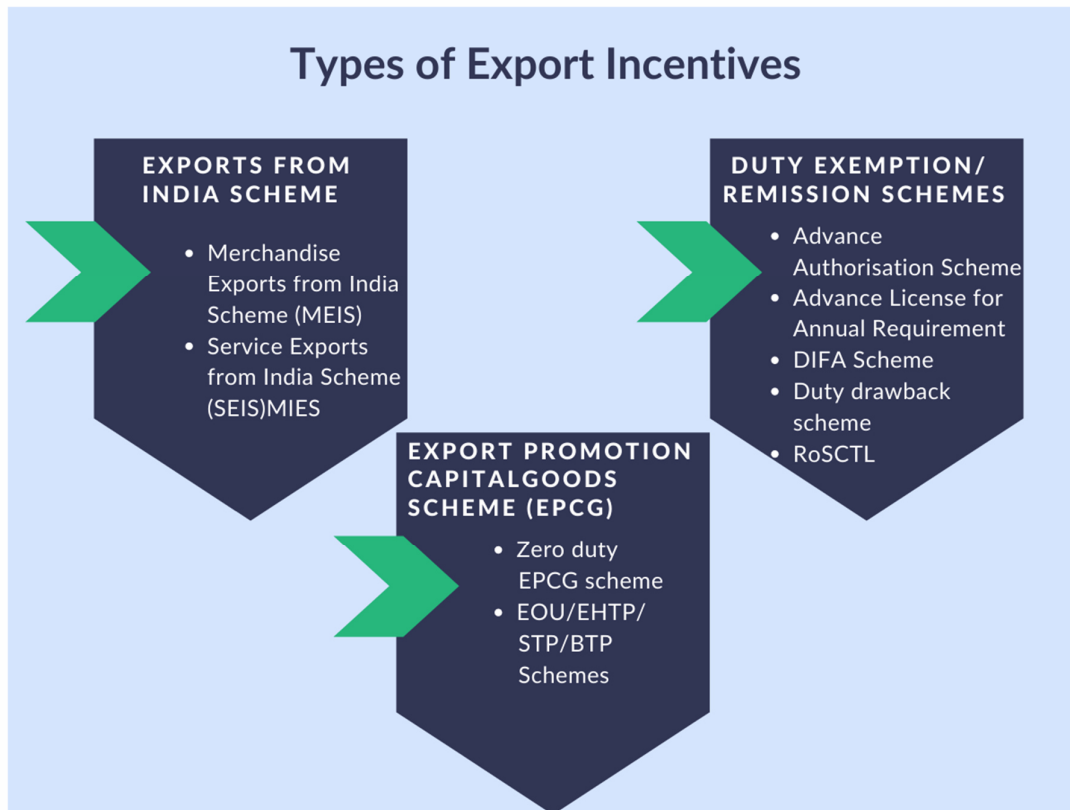 Types of Export Incentives
EXPORTS FROM
INDIA SCHEME
• Merchandise
Exports from India
Scheme (MEIS)
• Service Exports
from India Scheme
(SEIS)MIES
EXPORT PROMOTION
CAPITALGOODS
SCHEME (EPCG)
• Zero duty
EPCG scheme
• EOU/EHTP/
STP/BTP
Schemes
DUTY EXEMPTION/
REMISSION SCHEMES
• Advance
Authorisation Scheme
• Advance License for
Annual Requirement
• DIFA Scheme
• Duty drawback
scheme
• RoSCTL